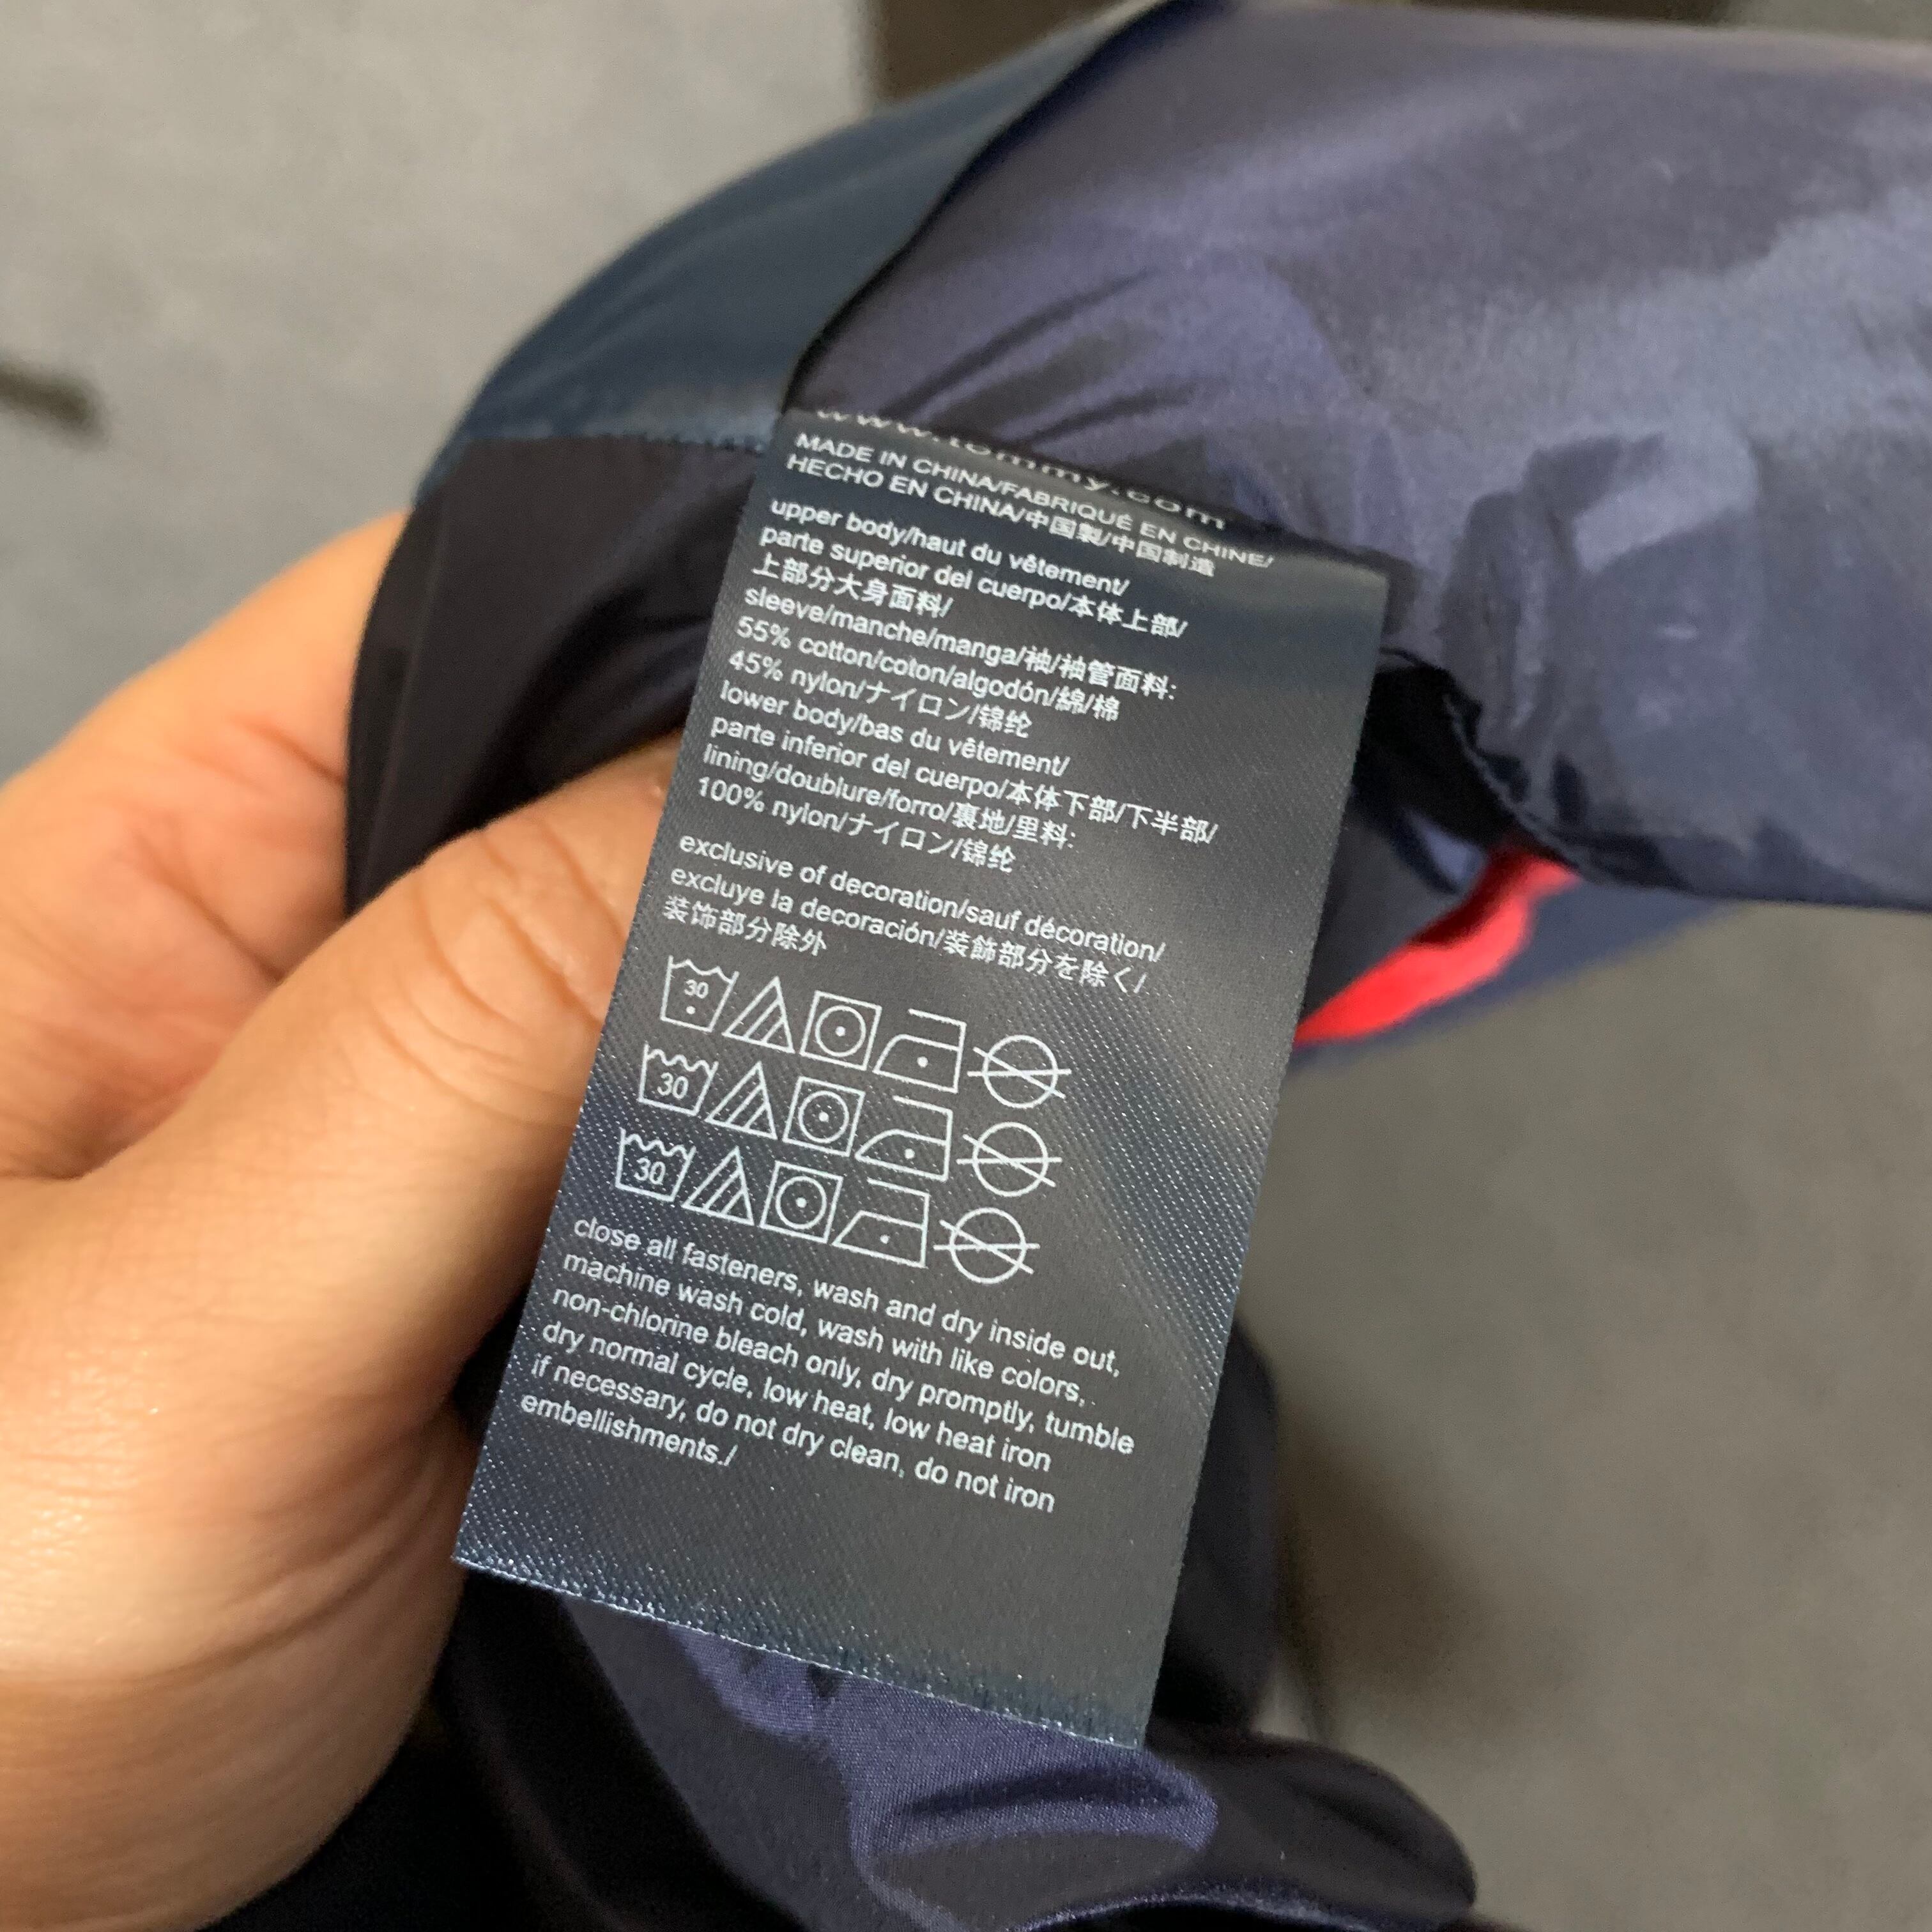 www.tommy.com
MADE IN CHINA/FABRIQUÉ EN CHINE/
HECHO EN CHINA/中国製/中国制造
upper body/haut du vêtement/
parte superior del cuerpo/本体上部/
上部分大身面料/
sleeve/manche/manga/袖/袖管面料:
55% cotton/coton/algodón/綿/棉
45% nylon/ナイロン/锦纶
lower body/bas du vêtement/
parte inferior del cuerpo/本体下部/下半部/
lining/doublure/forro/裏地/里料:
100% nylon/ナイロン/锦纶
exclusive of decoration/sauf décoration/
excluye la decoración/装飾部分を除く/
装饰部分除外
30
30
30
close all fasteners, wash and dry inside out,
machine wash cold, wash with like colors,
non-chlorine bleach only, dry promptly, tumble
dry normal cycle, low heat, low heat iron
if necessary, do not dry clean, do not iron
embellishments./